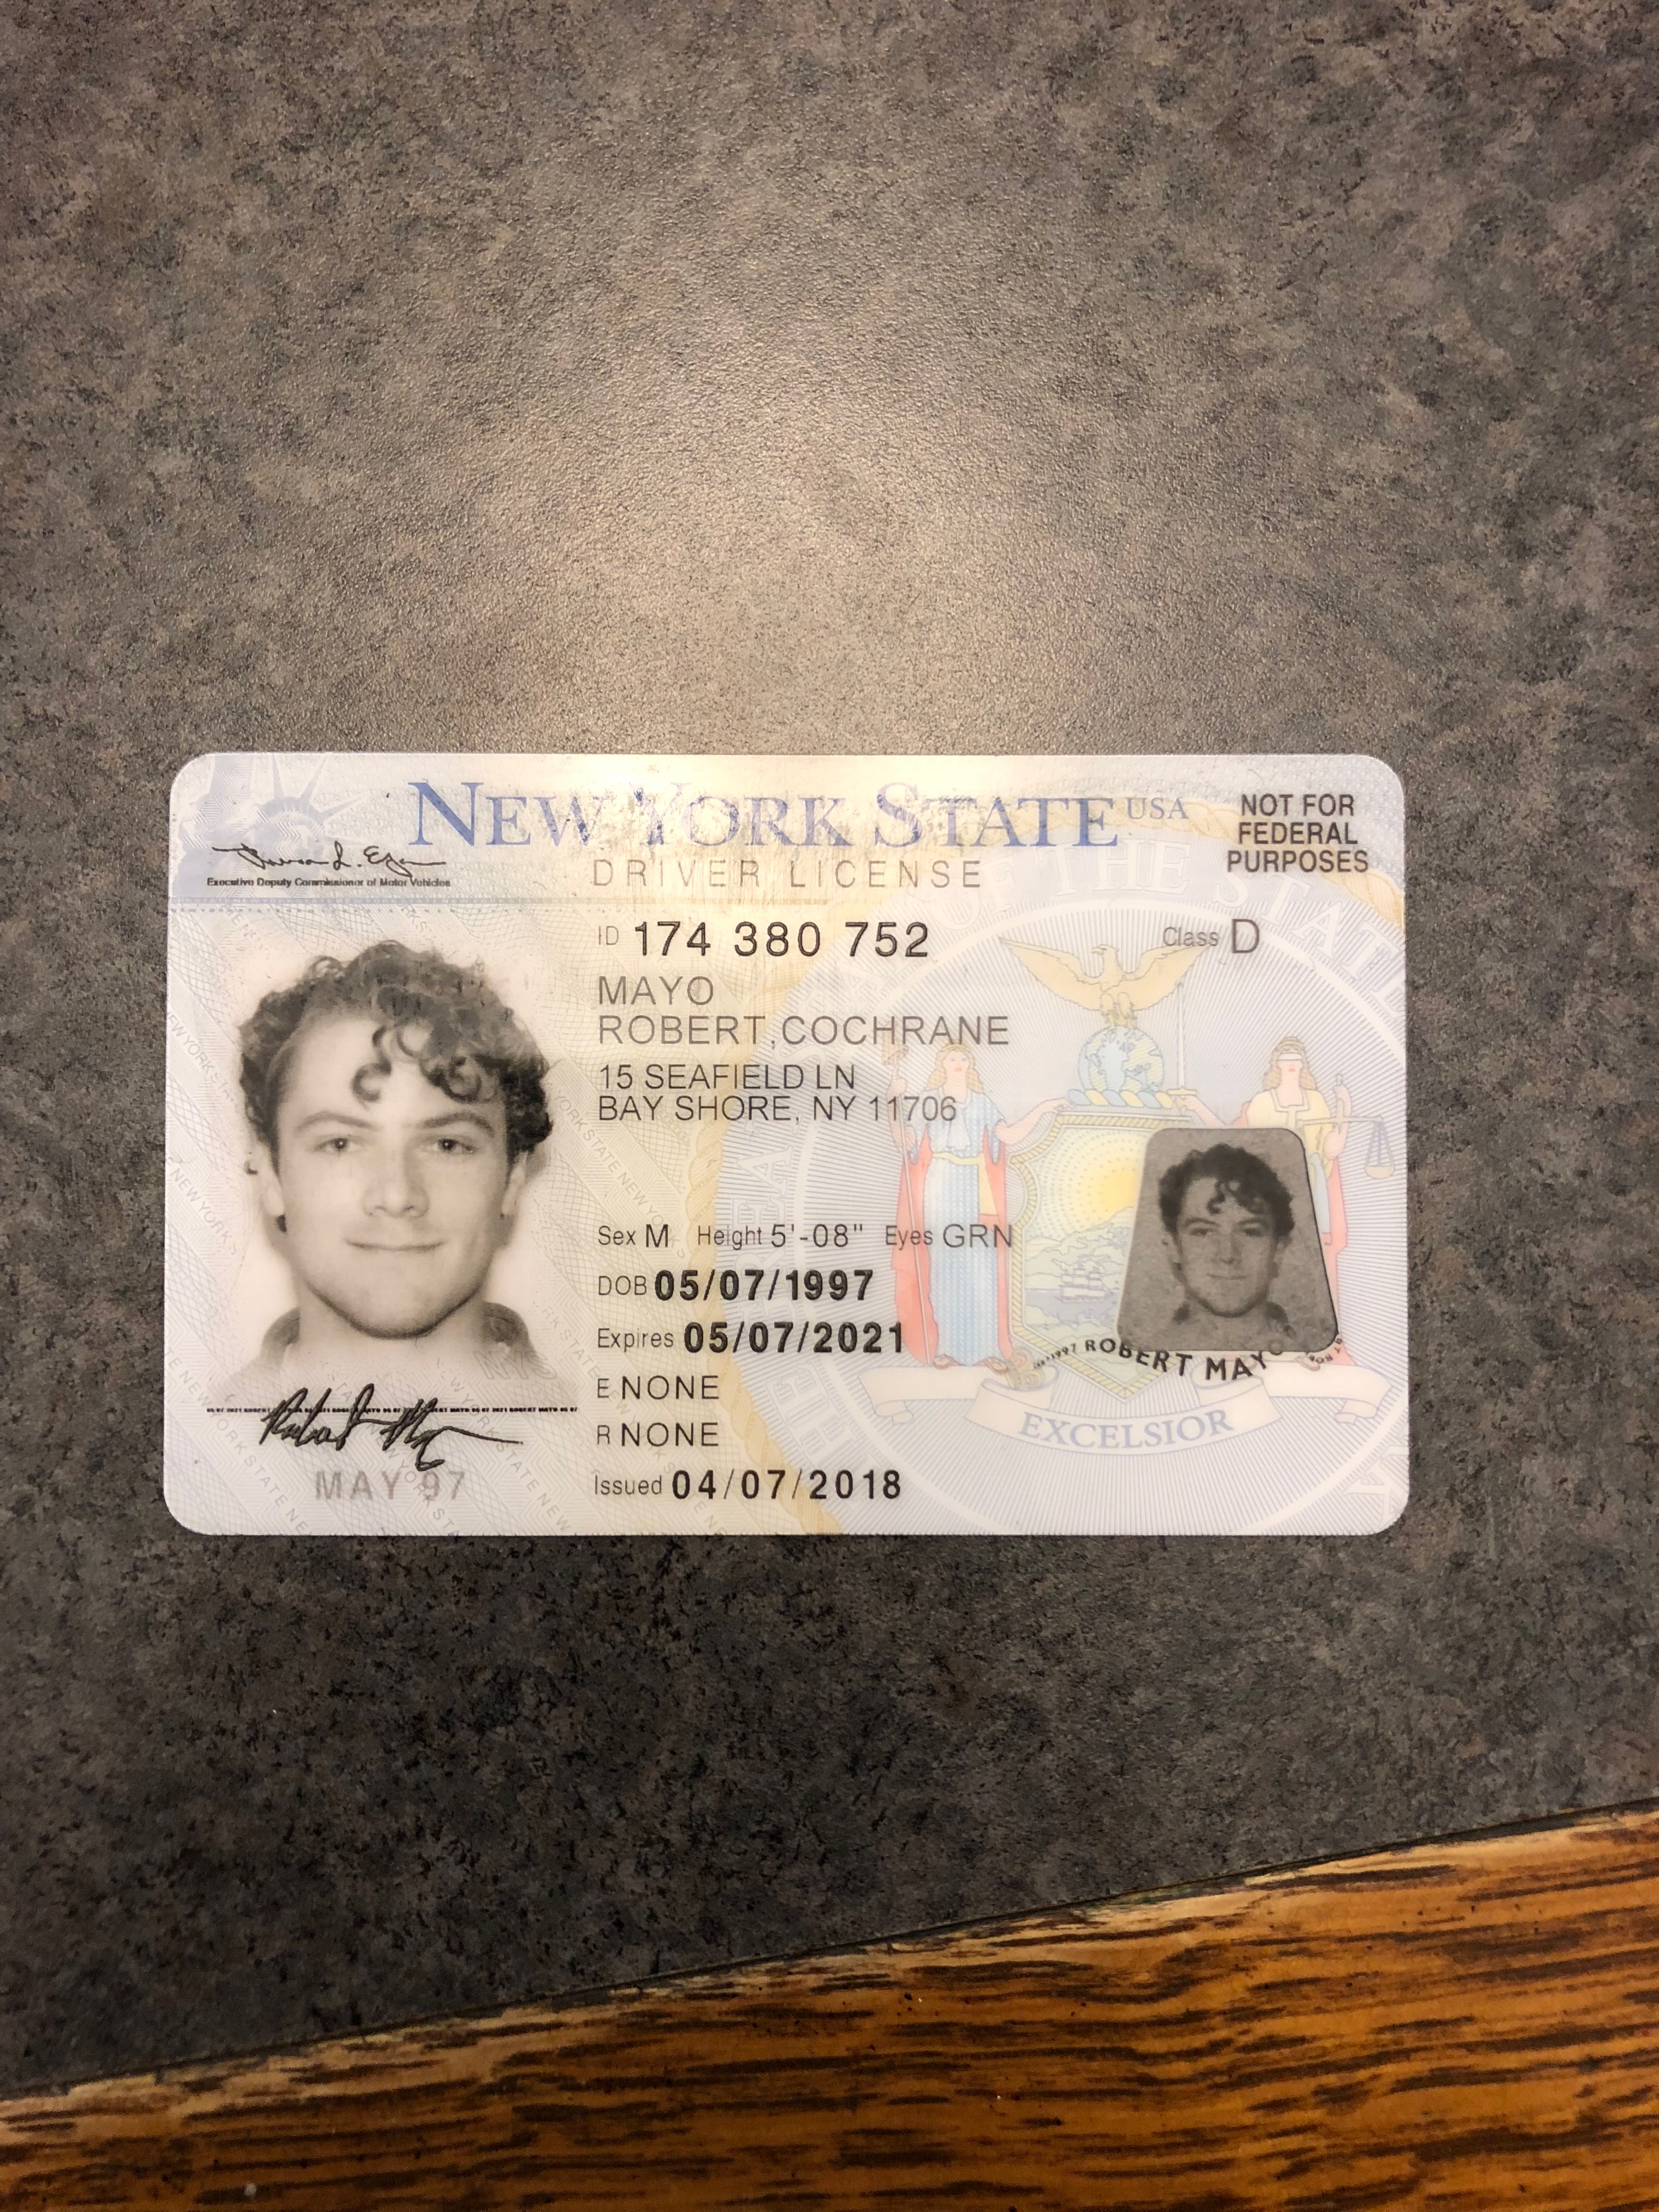 NEW YORK STATE USA
DRIVER LICENSE
NOT FOR
FEDERAL
PURPOSES
Executive Deputy Commissioner of Motor Vehicles
ID 174 380 752
Class D
MAYO
ROBERT,COCHRANE
15 SEAFIELD LN
BAY SHORE, NY 11706
Sex M Height 5'-08" Eyes GRN
DOB 05/07/1997
Expires 05/07/2021
E NONE
R NONE
Issued 04/07/2018
MAY 97
ROBERT MAYO
EXCELSIOR